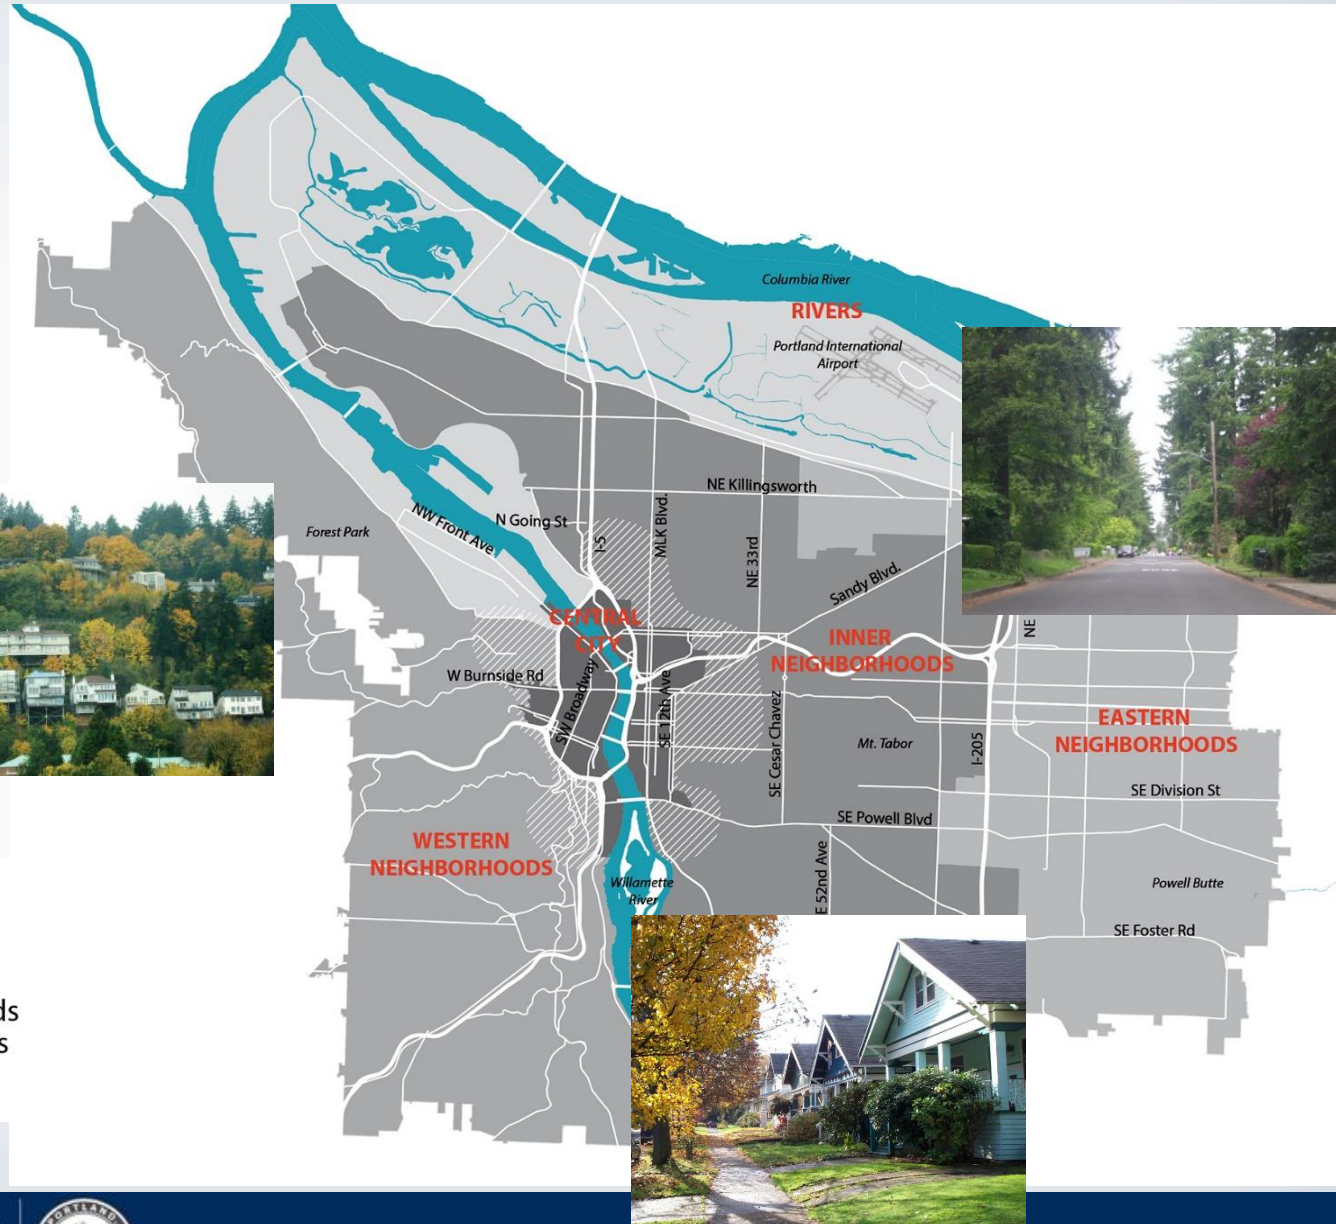 Columbia River
RIVERS
Portland International
Airport
NE Killingsworth
N Going St
NW Front Ave
Forest Park
I-5
MLK Blvd.
NE 33rd
Sandy Blvd.
CENTRAL
CITY
INNER
NEIGHBORHOODS
NE
W Burnside Rd
SW Broadway
SE 12th Ave
SE Cesar Chavez
Mt. Tabor
I-205
EASTERN
NEIGHBORHOODS
SE Division St
SE Powell Blvd
WESTERN
NEIGHBORHOODS
Willamette
River
E 52nd Ave
Powell Butte
SE Foster Rd
ds
s
PORTLAND